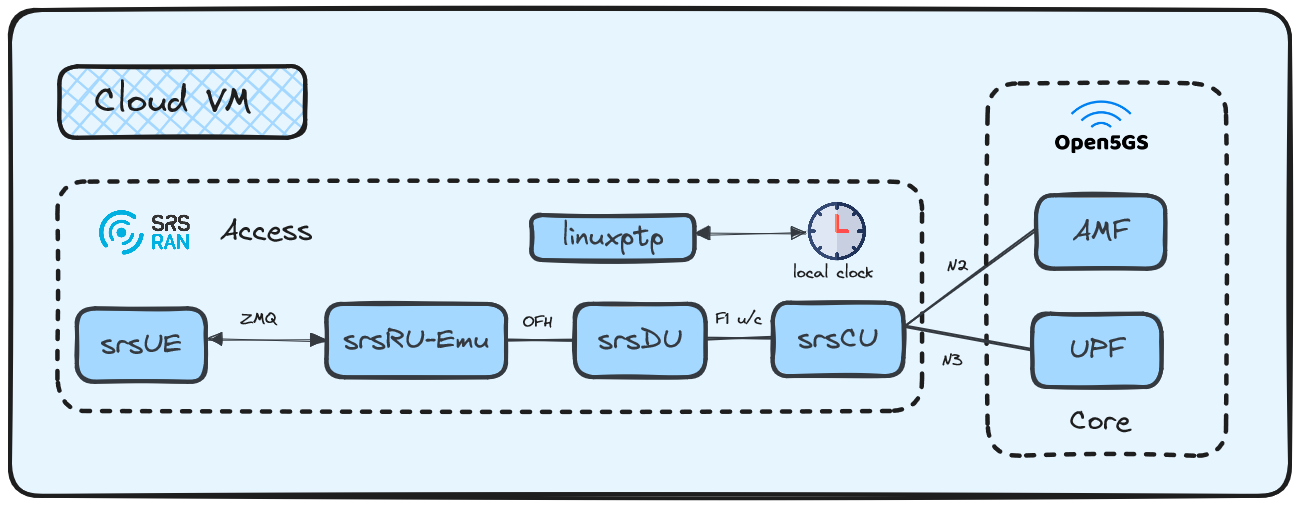 Cloud VM
Open5GS
SRS
RAN
Access
linuxptp
local clock
AMF
N2
srsUE
ZMQ
srsRU-Emu
OFH
srsDU
F1 u/c
srsCU
N3
UPF
Core